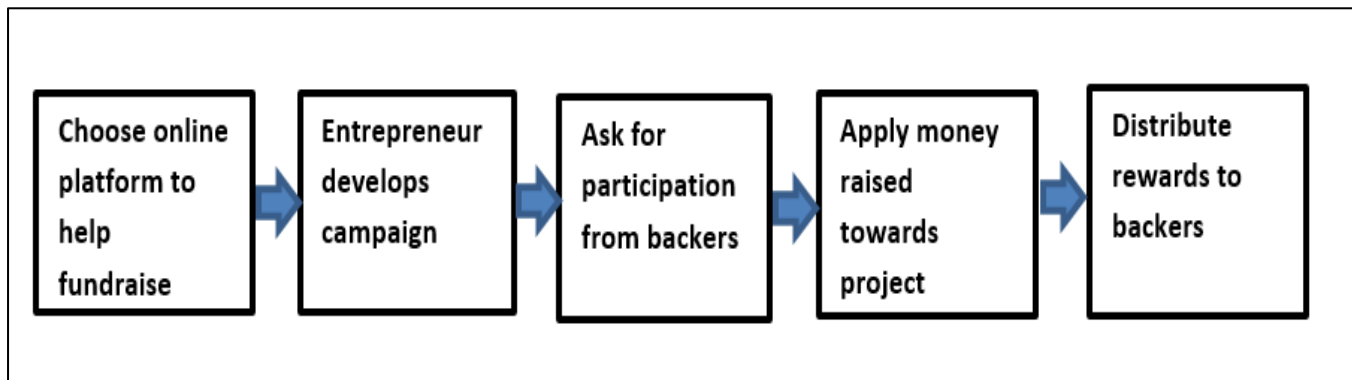 Choose online
platform to
help
fundraise
Entrepreneur
develops
campaign
Ask for
participation
from backers
Apply money
raised
towards
project
Distribute
rewards to
backers